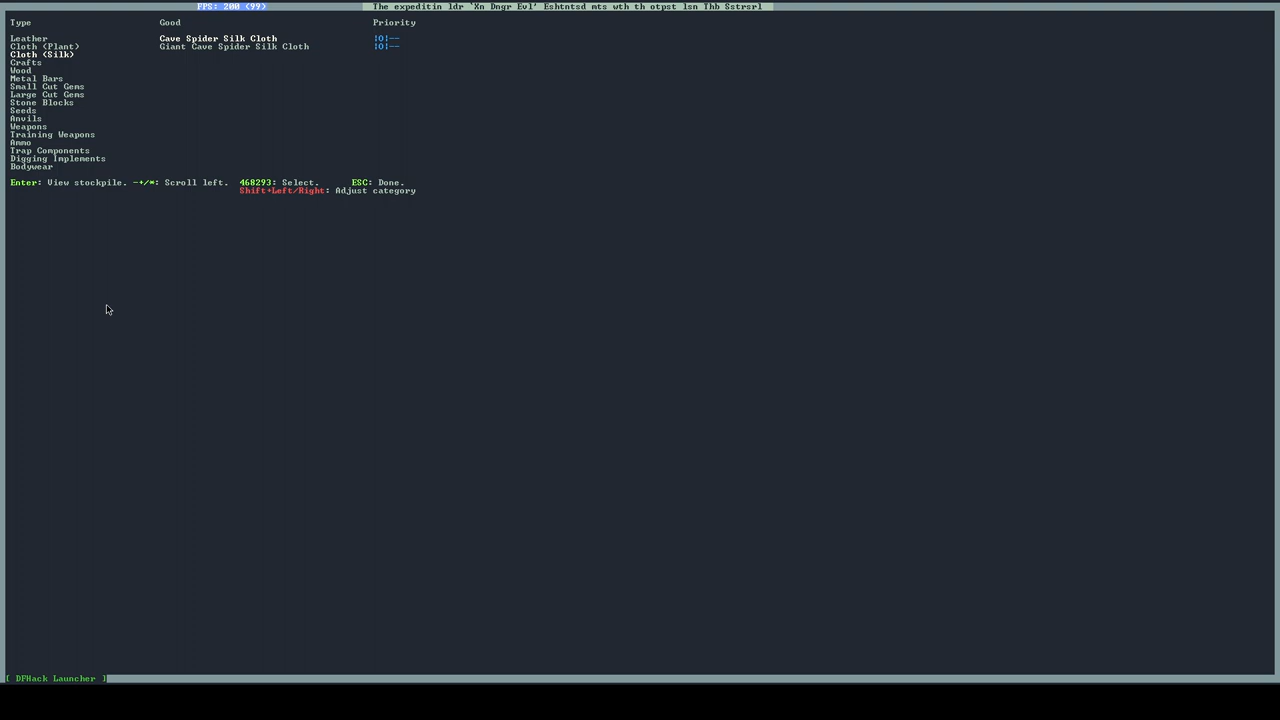 FPS: 200 (99) The expeditin ldr `Xn Dngr Evl' Eshtntsd mts wth th otpst lsn Thb Sstrsrl
Type Good Priority
Leather Cave Spider Silk Cloth |O|--
Cloth (Plant) Giant Cave Spider Silk Cloth |O|--
Cloth (Silk)
Crafts
Wood
Metal Bars
Small Cut Gems
Large Cut Gems
Stone Blocks
Seeds
Anvils
Weapons
Training Weapons
Ammo
Trap Components
Digging Implements
Bodywear
Enter: View stockpile. -+/*: Scroll left. 468293: Select. ESC: Done.
Shift+Left/Right: Adjust category
[ DFHack Launcher ]